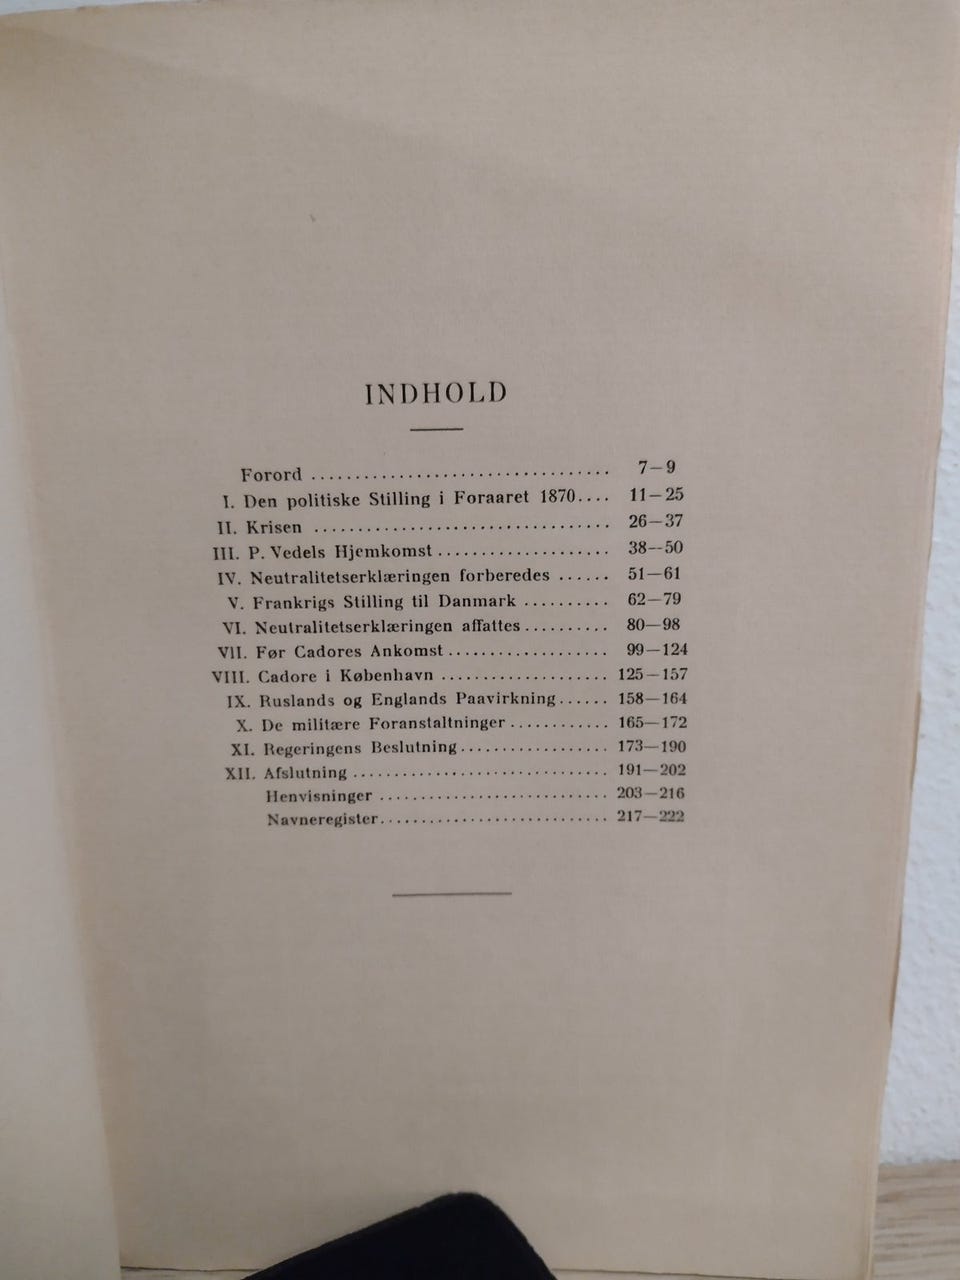 INDHOLD
Forord ................................. 7–9
I. Den politiske Stilling i Foraaret 1870.... 11–25
II. Krisen ................................. 26–37
III. P. Vedels Hjemkomst ................... 38–50
IV. Neutralitetserklæringen forberedes ...... 51–61
V. Frankrigs Stilling til Danmark .......... 62–79
VI. Neutralitetserklæringen affattes.......... 80–98
VII. Før Cadores Ankomst .................. 99–124
VIII. Cadore i København ................... 125–157
IX. Ruslands og Englands Paavirkning...... 158–164
X. De militære Foranstaltninger ............ 165–172
XI. Regeringens Beslutning................. 173–190
XII. Afslutning ............................ 191–202
Henvisninger ......................... 203–216
Navneregister.......................... 217–222